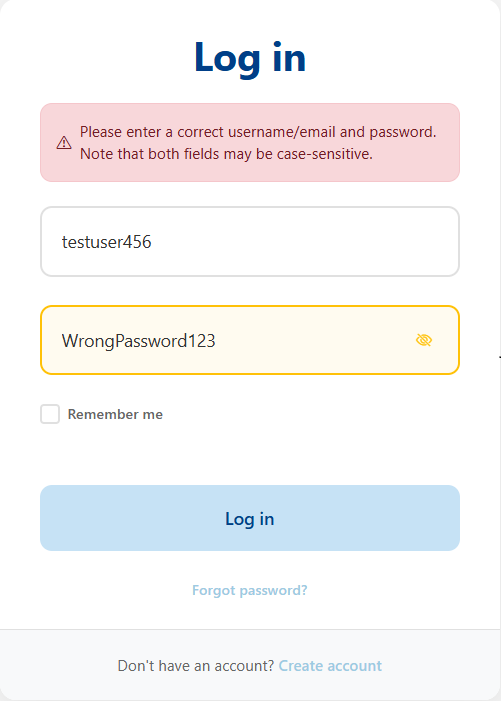 Log in
Please enter a correct username/email and password.
Note that both fields may be case-sensitive.
testuser456
WrongPassword123
Remember me
Log in
Forgot password?
Don't have an account? Create account